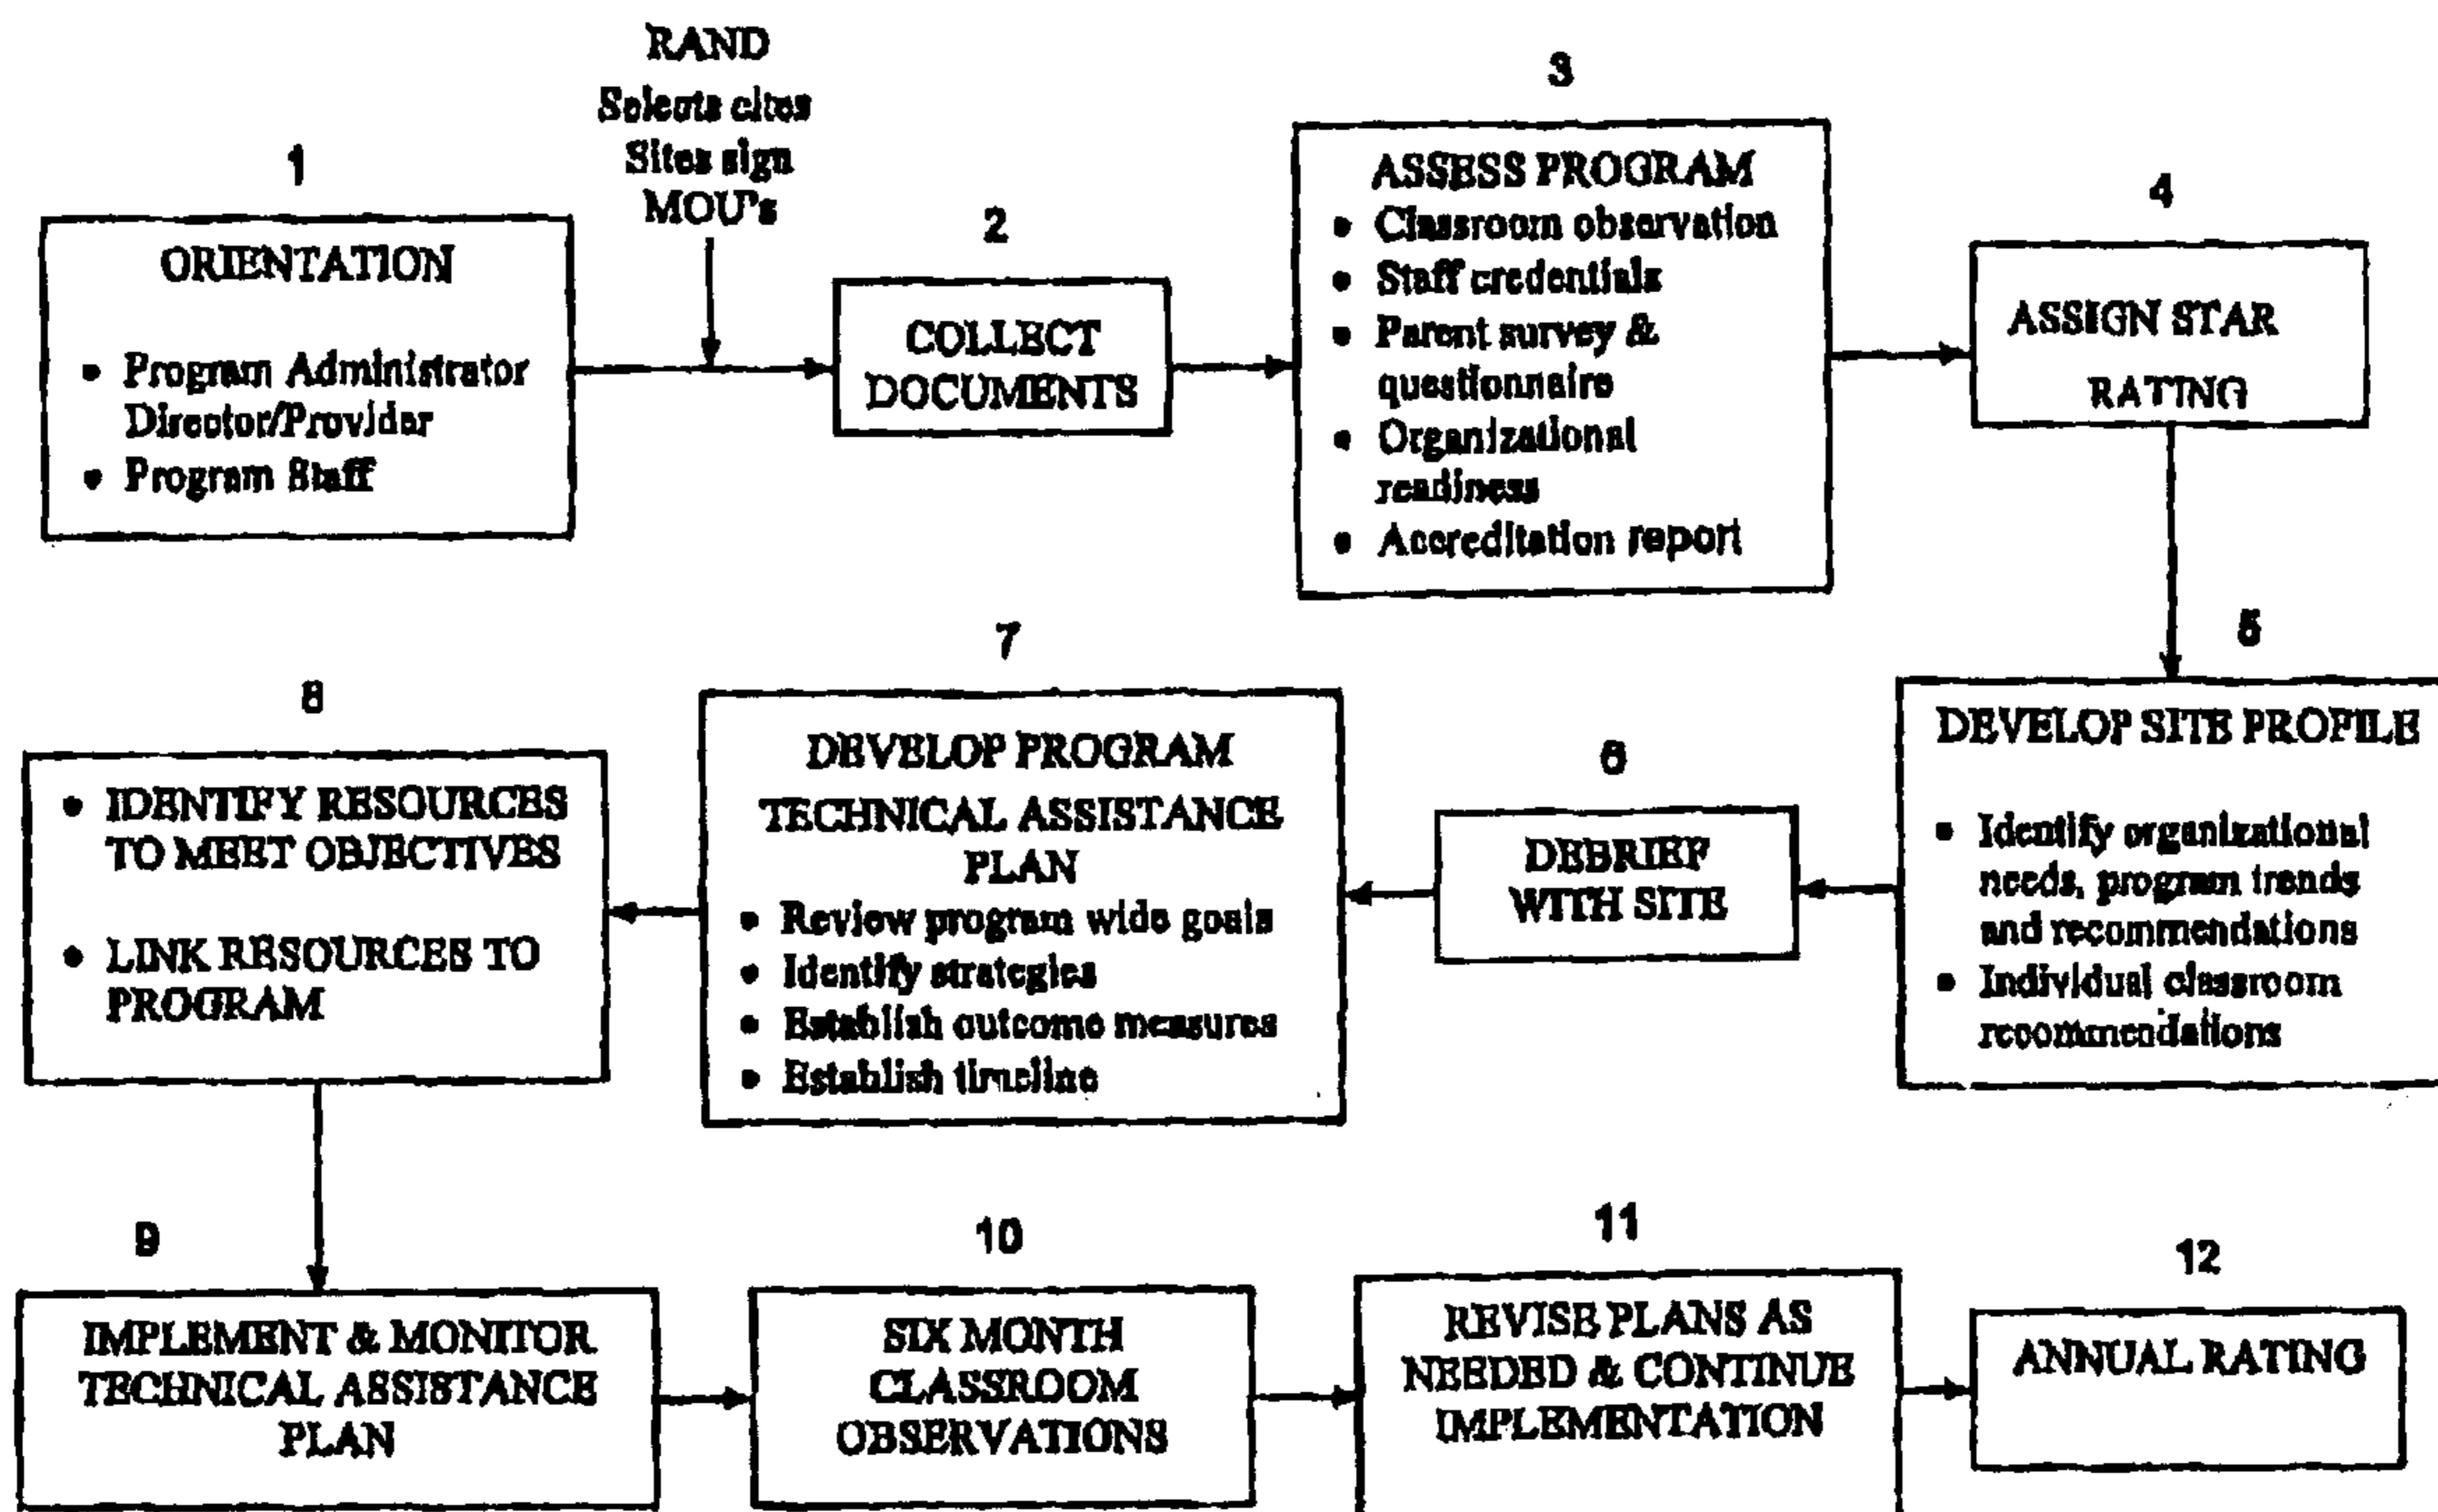 RAND
Selects cites
Sites sign
MOU's
1
ORIENTATION
• Program Administrator
Director/Provider
• Program Staff
2
COLLECT
DOCUMENTS
3
ASSESS PROGRAM
• Classroom observation
• Staff credentials
• Parent survey &
questionnaire
• Organizational
readiness
• Accreditation report
4
ASSIGN STAR
RATING
5
DEVELOP SITE PROFILE
• Identify organizational
needs, program trends
and recommendations
• Individual classroom
recommendations
6
DEBRIEF
WITH SITE
7
DEVELOP PROGRAM
TECHNICAL ASSISTANCE
PLAN
• Review program wide goals
• Identify strategies
• Establish outcome measures
• Establish timeline
8
• IDENTIFY RESOURCES
TO MEET OBJECTIVES
• LINK RESOURCES TO
PROGRAM
9
IMPLEMENT & MONITOR
TECHNICAL ASSISTANCE
PLAN
10
SIX MONTH
CLASSROOM
OBSERVATIONS
11
REVISE PLANS AS
NEEDED & CONTINUE
IMPLEMENTATION
12
ANNUAL RATING